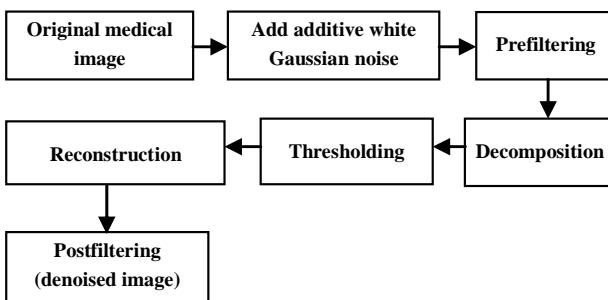 Original medical
image
Add additive white
Gaussian noise
Prefiltering
Decomposition
Thresholding
Reconstruction
Postfiltering
(denoised image)